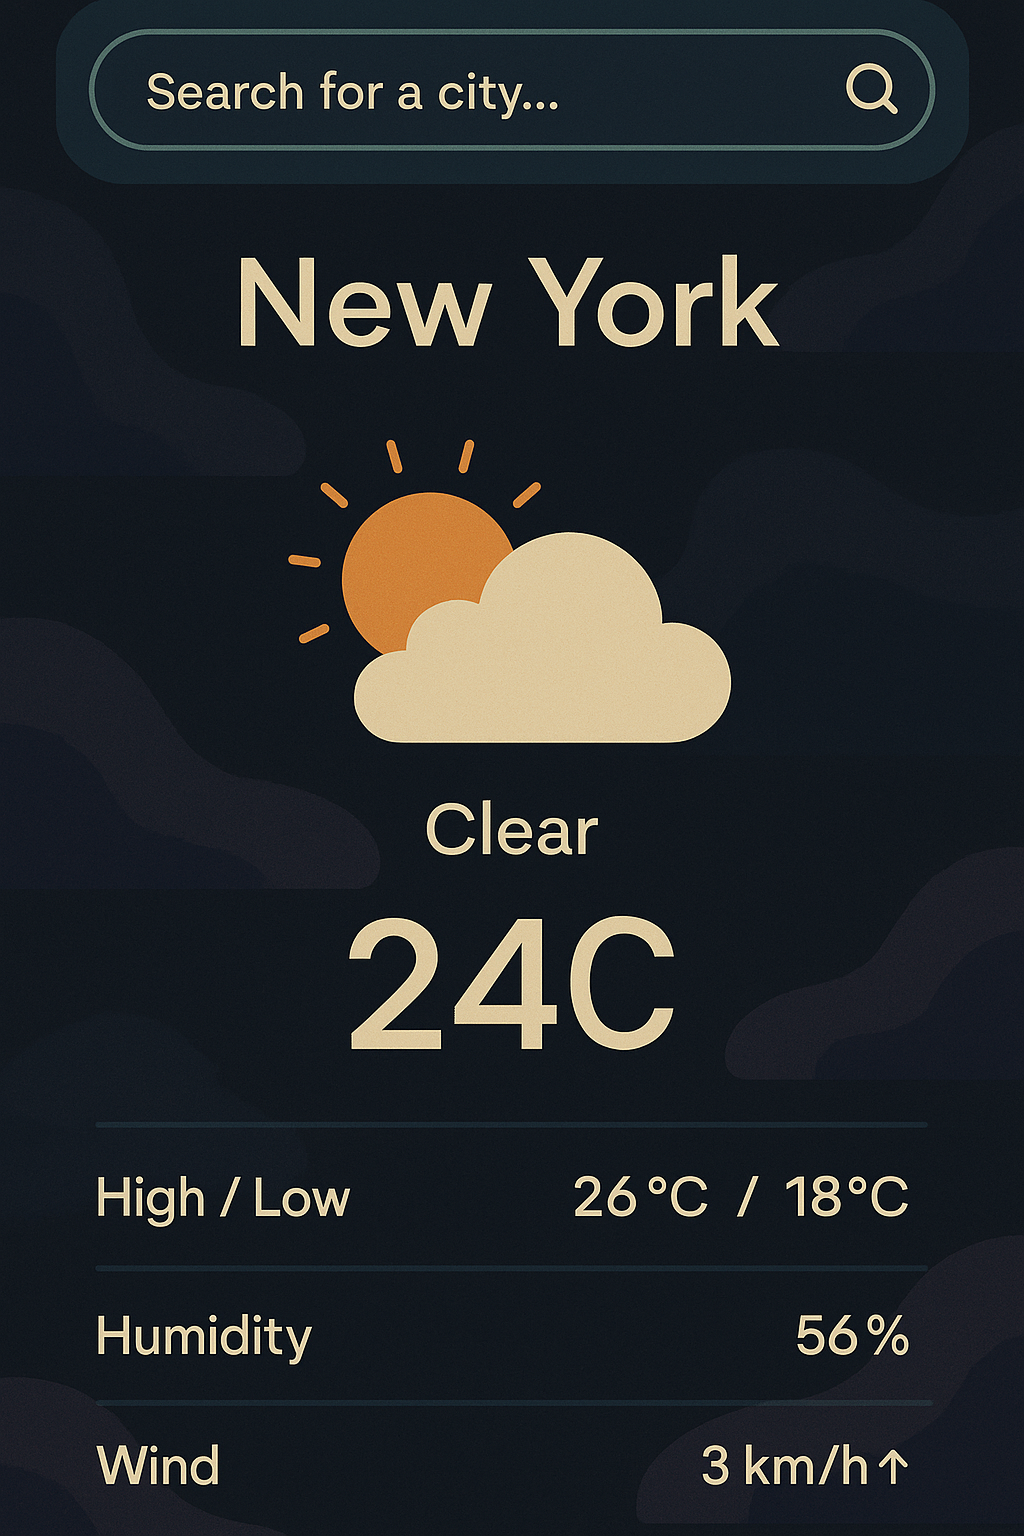 Search for a city...
New York
Clear
24C
High / Low 26°C / 18°C
Humidity 56%
Wind 3 km/h↑